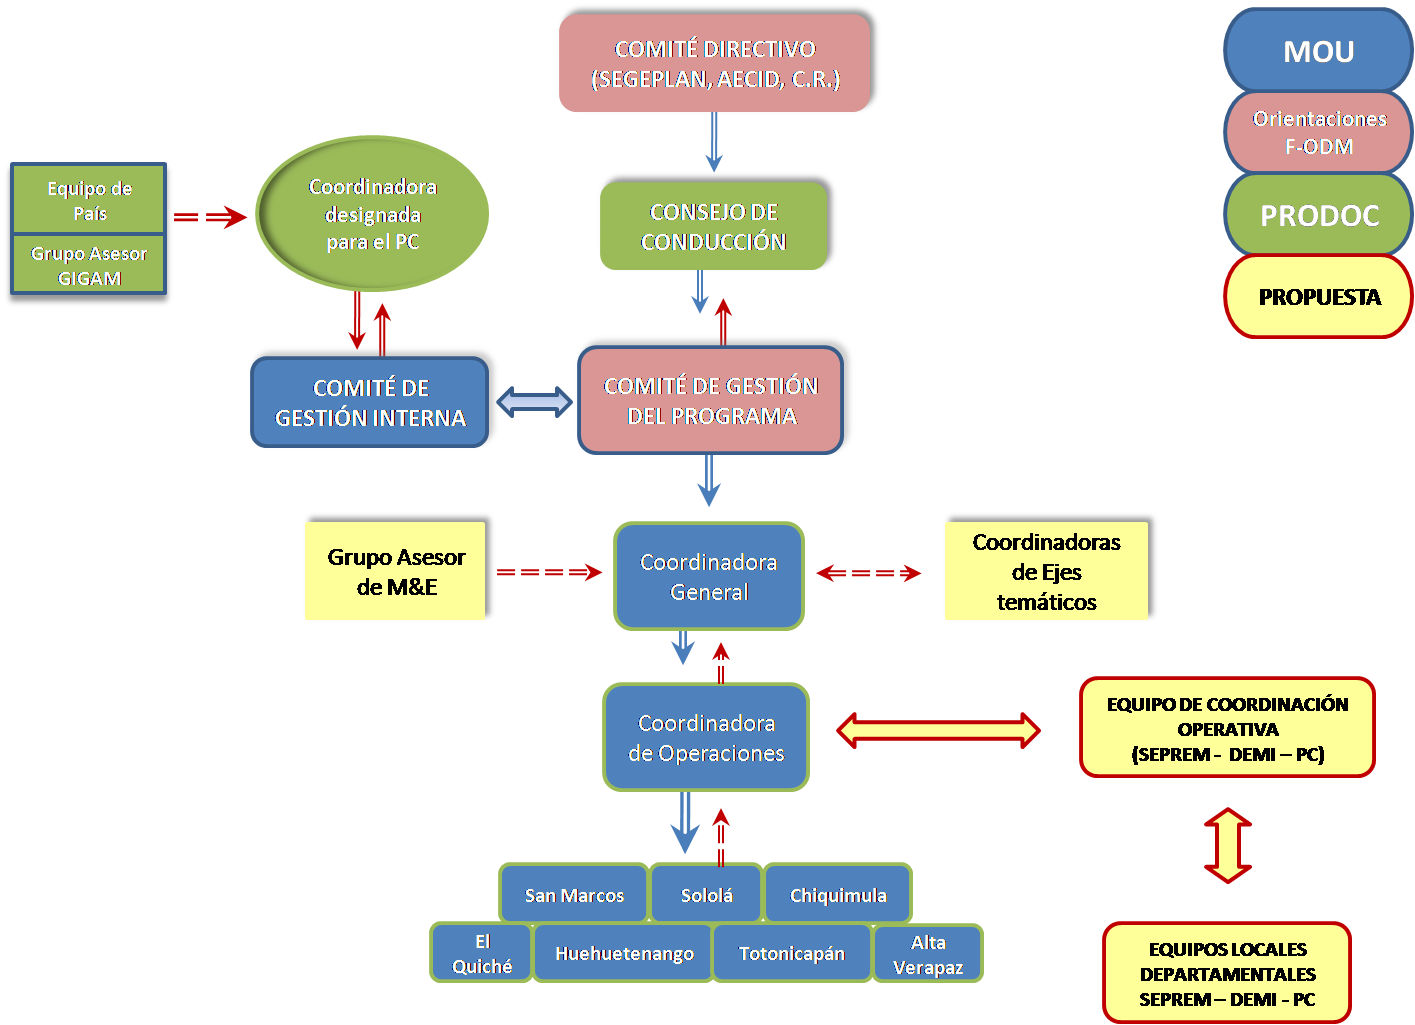 COMITÉ DIRECTIVO
(SEGEPLAN, AECID, C.R.)
MOU
Orientaciones
F-ODM
PRODOC
PROPUESTA
Equipo de
País
Grupo Asesor
GIGAM
Coordinadora
designada
para el PC
CONSEJO DE
CONDUCCIÓN
COMITÉ DE
GESTIÓN INTERNA
COMITÉ DE GESTIÓN
DEL PROGRAMA
Grupo Asesor
de M&E
Coordinadora
General
Coordinadoras
de Ejes
temáticos
Coordinadora
de Operaciones
EQUIPO DE COORDINACIÓN
OPERATIVA
(SEPREM - DEMI – PC)
San Marcos
Sololá
Chiquimula
El
Quiché
Huehuetenango
Totonicapán
Alta
Verapaz
EQUIPOS LOCALES
DEPARTAMENTALES
SEPREM – DEMI - PC